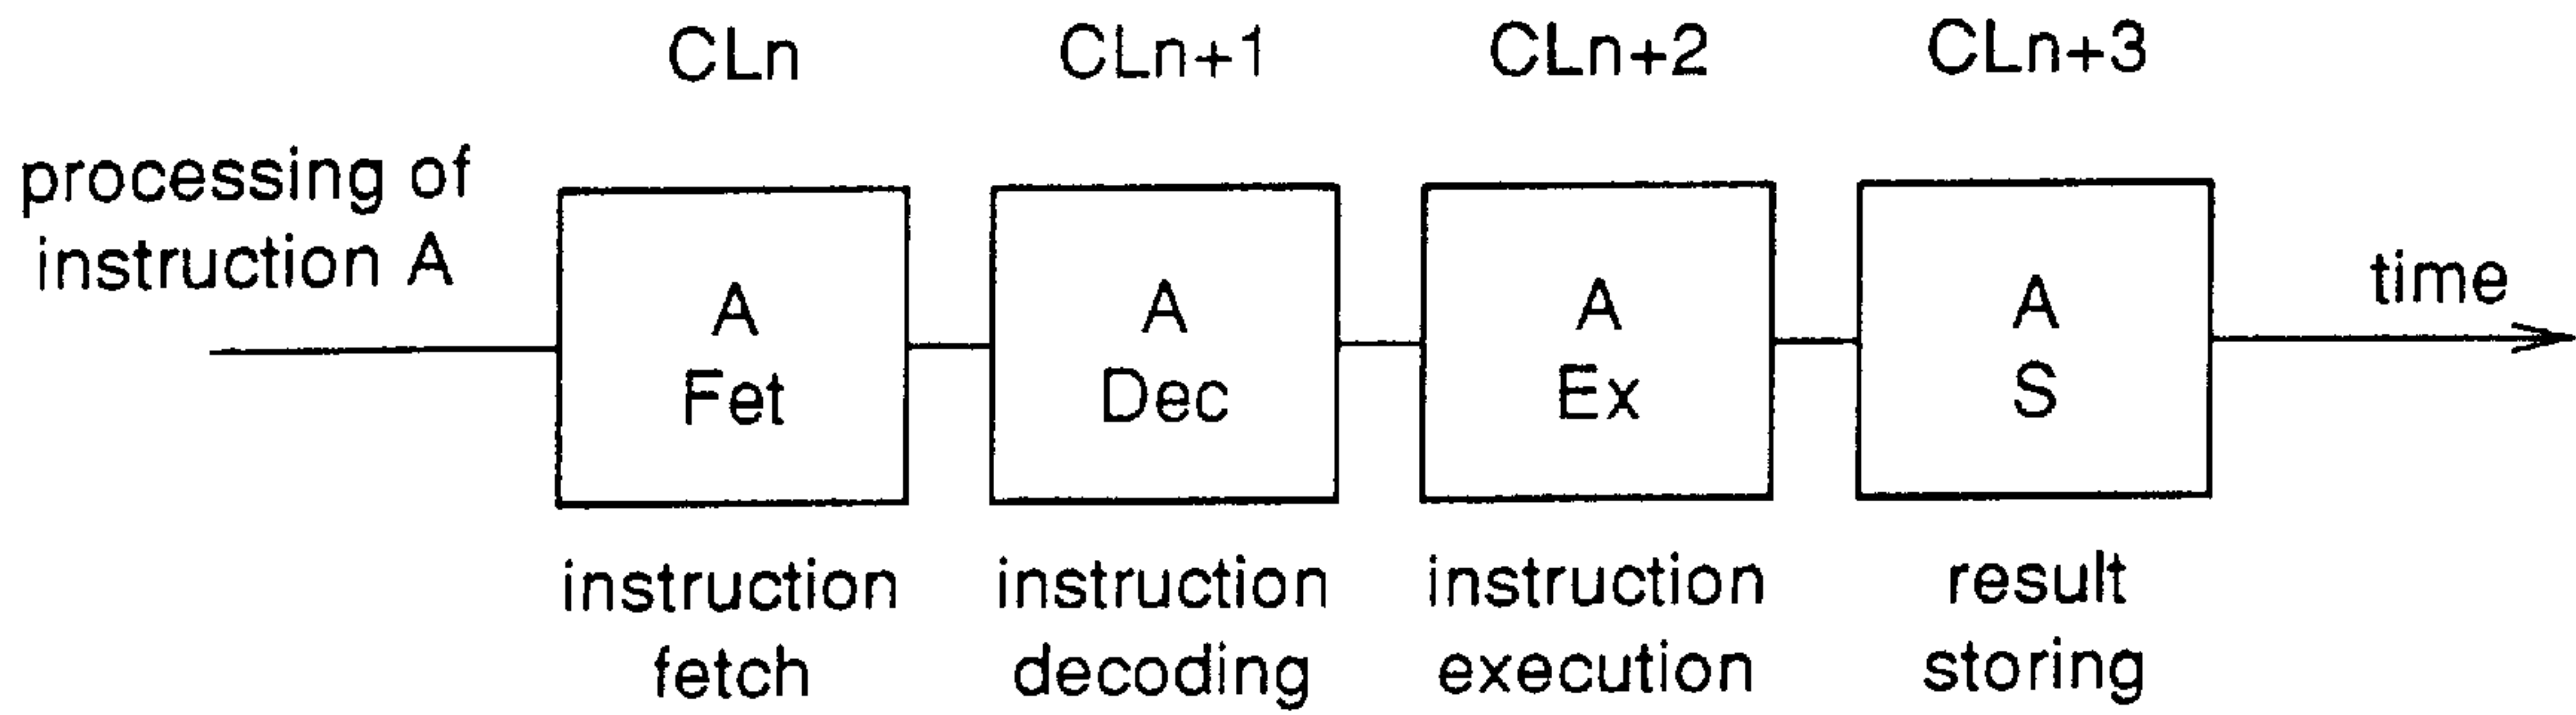 CLn CLn+1 CLn+2 CLn+3
processing of
instruction A
time
A
Fet
A
Dec
A
Ex
A
S
instruction
fetch
instruction
decoding
instruction
execution
result
storing